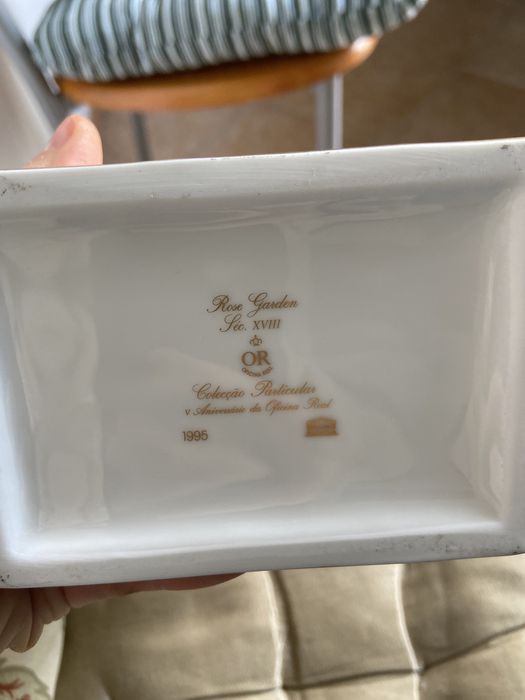 Rose Garden
Séc. XVIII
OR
OFICINA REAL
Colecção Particular
V Aniversário da Oficina Real
1995